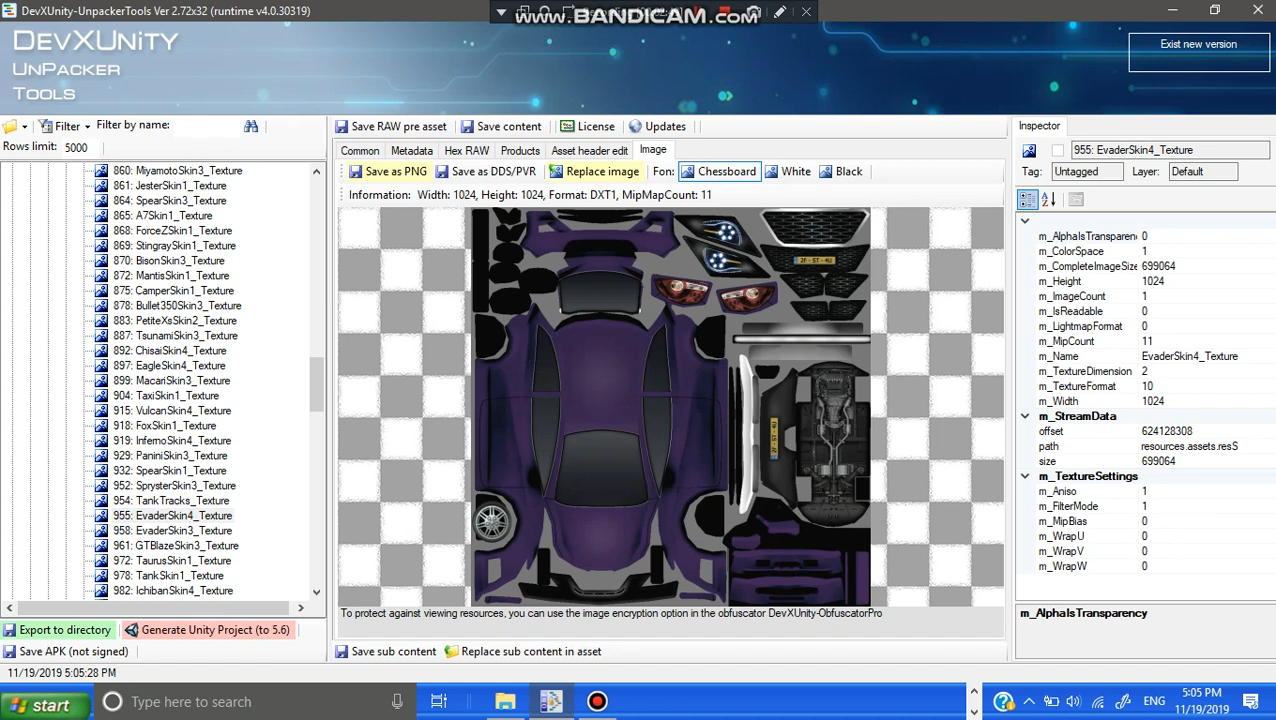 DevXUnity-UnpackerTools Ver 2.72x32 (runtime v4.0.30319)
www.BANDICAM.com
DevXUnity
UnPacker
Tools
Exist new version
Filter
Filter by name:
Rows limit: 5000
860: MiyamotoSkin3_Texture
861: JesterSkin1_Texture
864: SpearSkin3_Texture
865: A7Skin1_Texture
868: ForceZSkin1_Texture
869: StingraySkin1_Texture
870: BisonSkin3_Texture
872: MantisSkin1_Texture
875: CamperSkin1_Texture
878: Bullet350Skin3_Texture
883: PetiteXsSkin2_Texture
887: TsunamiSkin3_Texture
892: ChisaiSkin4_Texture
897: EagleSkin4_Texture
899: MacariSkin3_Texture
904: TaxiSkin1_Texture
915: VulcanSkin4_Texture
918: FoxSkin1_Texture
919: InfernoSkin4_Texture
929: PaniniSkin3_Texture
932: SpearSkin1_Texture
952: SprysterSkin3_Texture
954: TankTracks_Texture
955: EvaderSkin4_Texture
958: EvaderSkin3_Texture
961: GTBlazeSkin3_Texture
972: TaurusSkin1_Texture
978: TankSkin1_Texture
982: IchibanSkin4_Texture
Export to directory
Generate Unity Project (to 5.6)
Save APK (not signed)
11/19/2019 5:05:28 PM
Save RAW pre asset
Save content
License
Updates
Common
Metadata
Hex RAW
Products
Asset header edit
Image
Save as PNG
Save as DDS/PVR
Replace image
Fon:
Chessboard
White
Black
Information: Width: 1024, Height: 1024, Format: DXT1, MipMapCount: 11
2F - ST - 4U
2F - ST - 4U
To protect against viewing resources, you can use the image encryption option in the obfuscator DevXUnity-ObfuscatorPro
Save sub content
Replace sub content in asset
Inspector
955: EvaderSkin4_Texture
Tag: Untagged
Layer: Default
m_AlphaIsTransparenc 0
m_ColorSpace 1
m_CompleteImageSize 699064
m_Height 1024
m_ImageCount 1
m_IsReadable 0
m_LightmapFormat 0
m_MipCount 11
m_Name EvaderSkin4_Texture
m_TextureDimension 2
m_TextureFormat 10
m_Width 1024
m_StreamData
offset 624128308
path resources.assets.resS
size 699064
m_TextureSettings
m_Aniso 1
m_FilterMode 1
m_MipBias 0
m_WrapU 0
m_WrapV 0
m_WrapW 0
m_AlphaIsTransparency
start
Type here to search
ENG
5:05 PM
11/19/2019